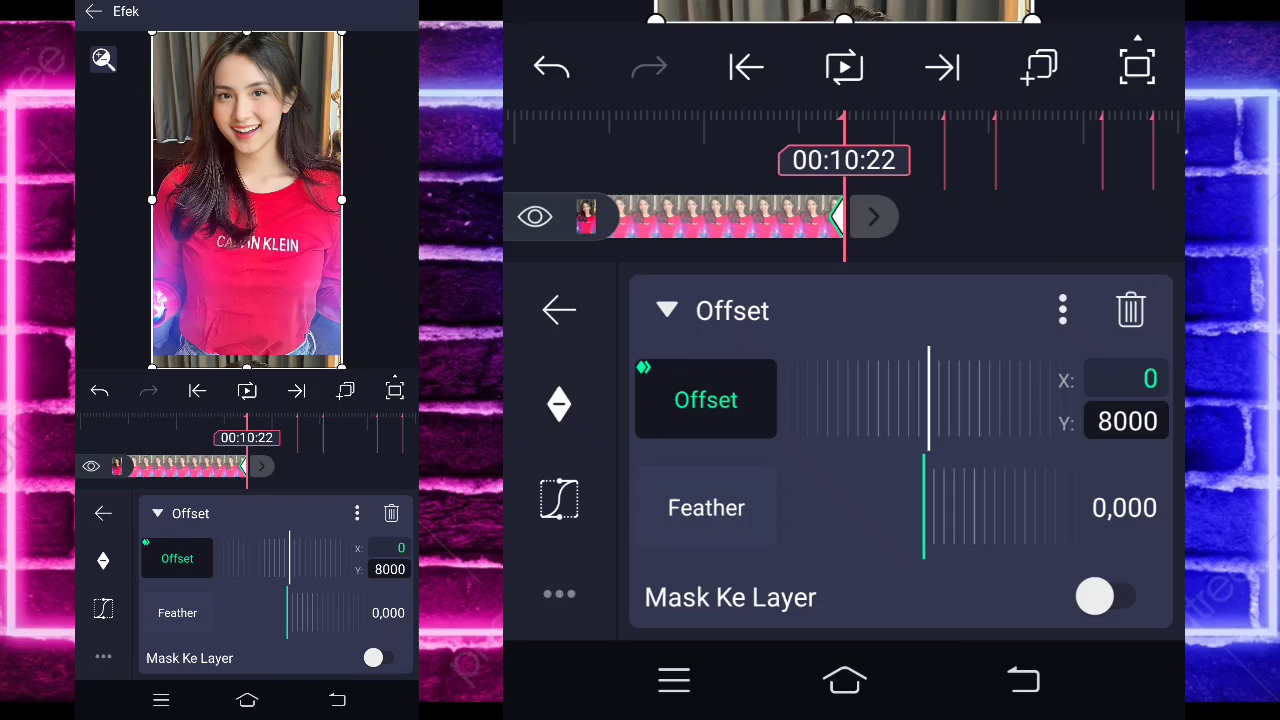 Efek
CALVIN KLEIN
00:10:22
Offset
Offset
X: 0
Y: 8000
Feather
0,000
Mask Ke Layer
00:10:22
Offset
Offset
X: 0
Y: 8000
Feather
0,000
Mask Ke Layer